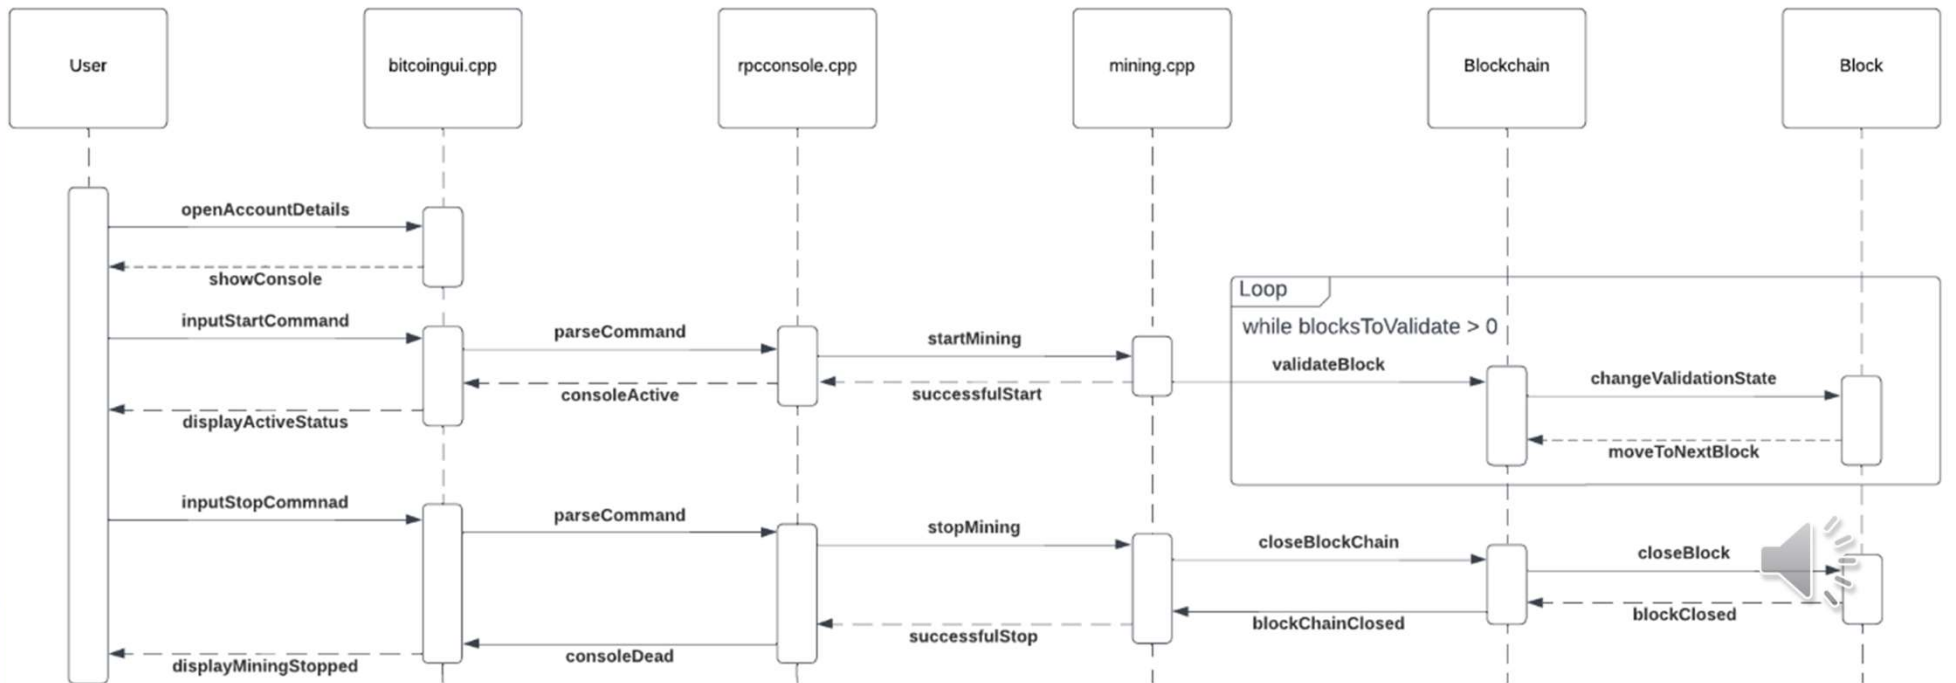 User
bitcoingui.cpp
rpcconsole.cpp
mining.cpp
Blockchain
Block
openAccountDetails
showConsole
Loop
while blocksToValidate > 0
inputStartCommand
parseCommand
startMining
validateBlock
changeValidationState
consoleActive
successfulStart
displayActiveStatus
moveToNextBlock
inputStopCommnad
parseCommand
stopMining
closeBlockChain
closeBlock
blockClosed
blockChainClosed
successfulStop
consoleDead
displayMiningStopped